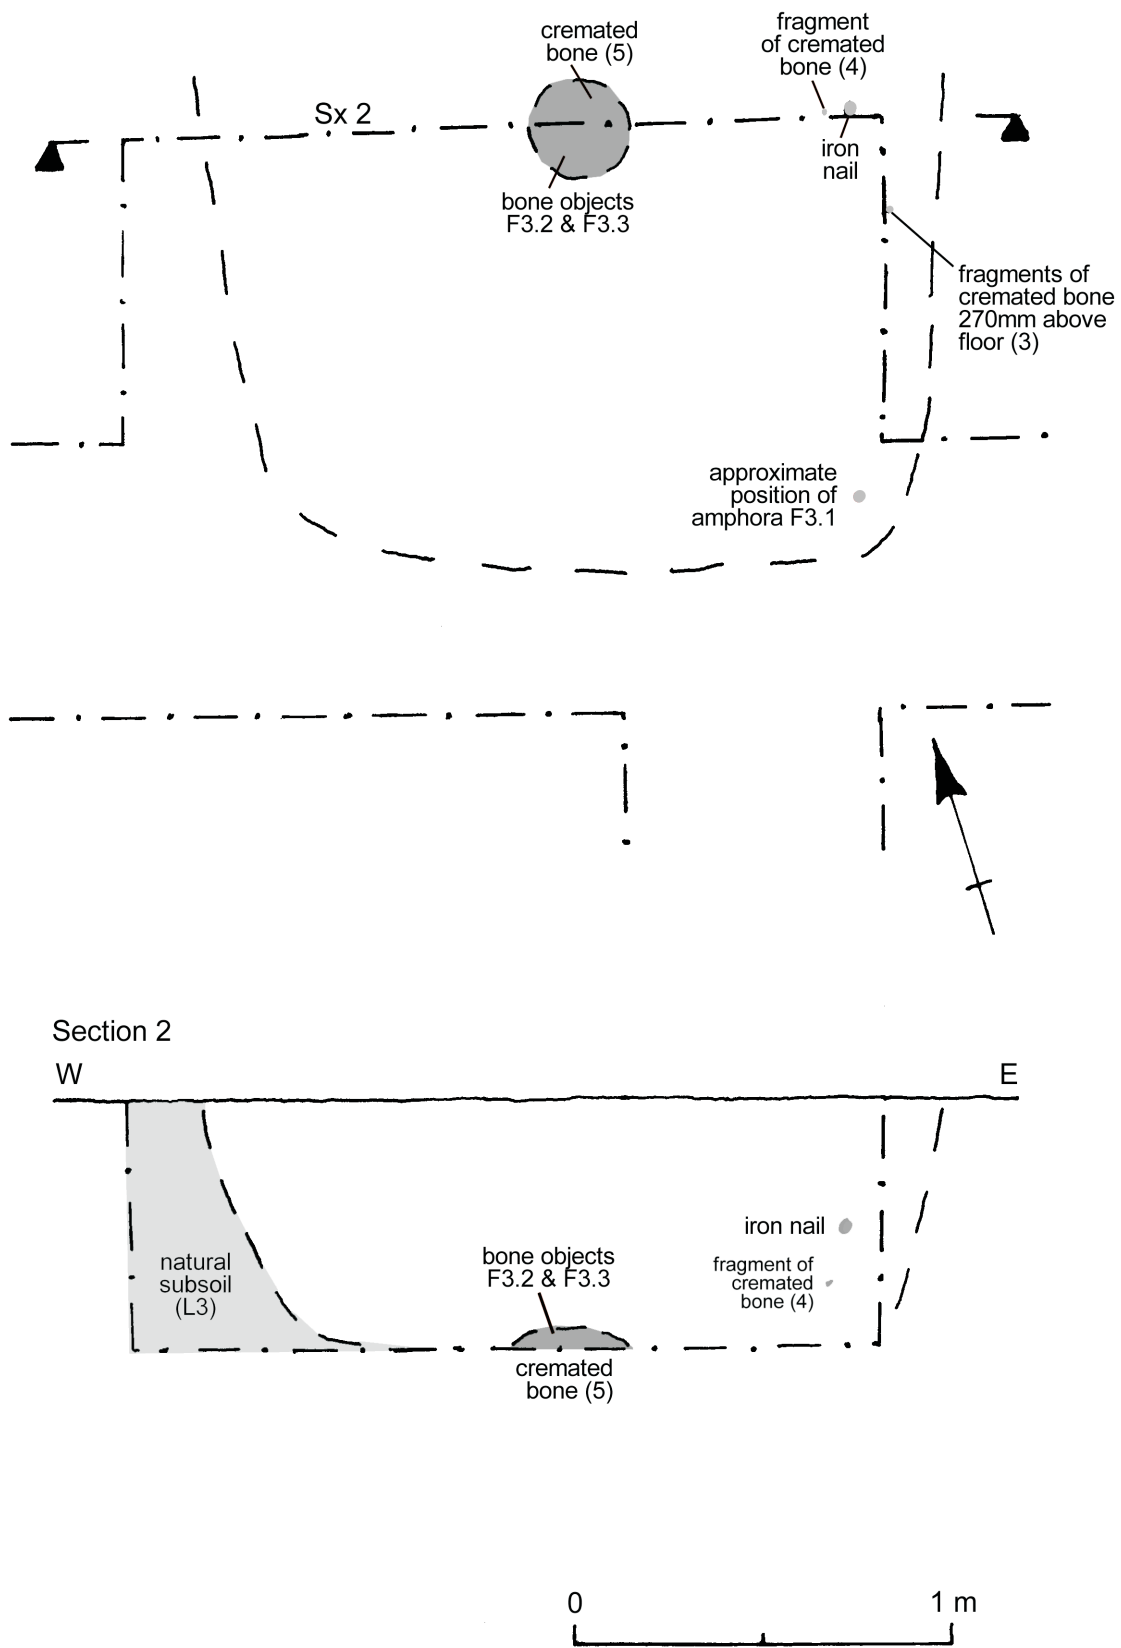 cremated
bone (5)
fragment
of cremated
bone (4)
Sx 2
iron
nail
bone objects
F3.2 & F3.3
fragments of
cremated bone
270mm above
floor (3)
approximate
position of
amphora F3.1
Section 2
W
E
natural
subsoil
(L3)
bone objects
F3.2 & F3.3
iron nail
fragment of
cremated
bone (4)
cremated
bone (5)
0
1 m